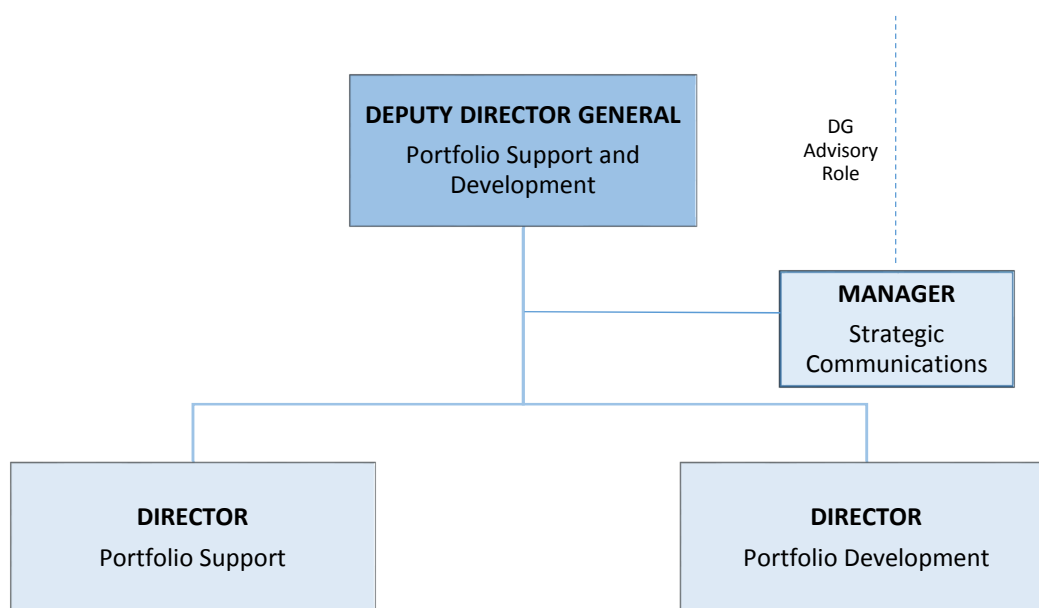 DEPUTY DIRECTOR GENERAL
Portfolio Support and
Development
DG
Advisory
Role
MANAGER
Strategic
Communications
DIRECTOR
Portfolio Support
DIRECTOR
Portfolio Development